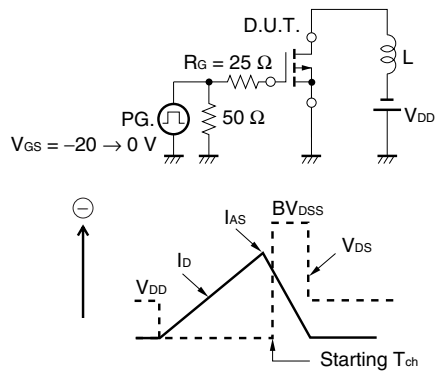 D.U.T.
RG = 25 Ω
L
PG.
50 Ω
VDD
VGS = −20 → 0 V
⊖
IAS
BVDSS
ID
VDS
VDD
Starting Tch